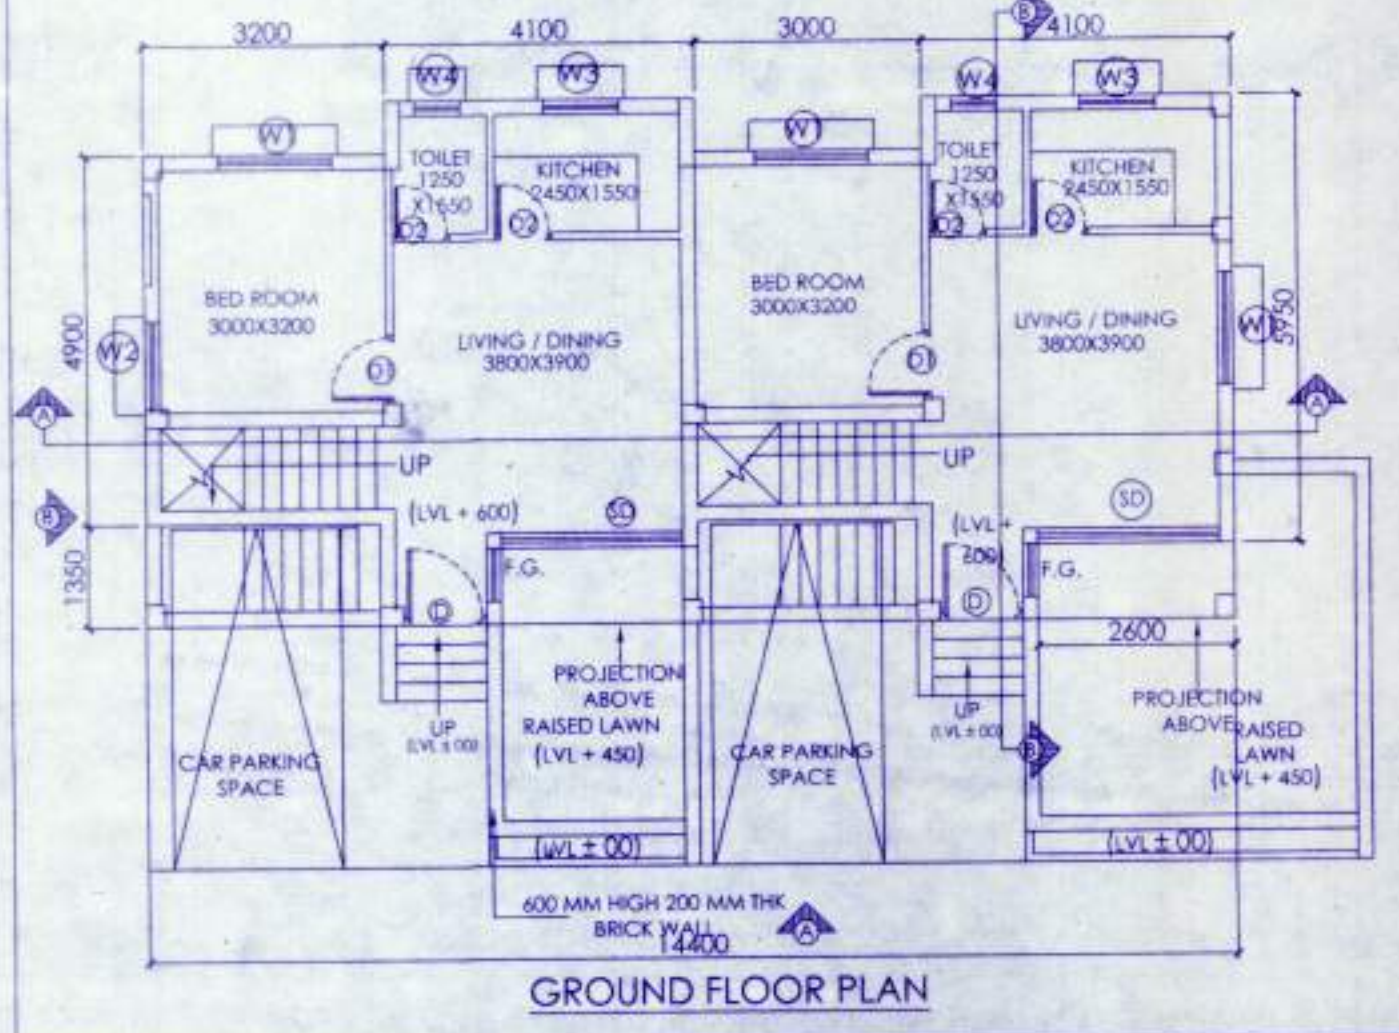 3200 4100 3000 4100
B
W4 W3 W4 W3
W1 W1
TOILET
1250
X1650
KITCHEN
2450X1550
TOILET
1250
X1550
KITCHEN
2450X1550
D2 D2 D2 D2
BED ROOM
3000X3200
BED ROOM
3000X3200
LIVING / DINING
3800X3900
LIVING / DINING
3800X3900
4900
W2
D1 D1
W
5950
A A
UP UP
(LVL + 600)
SD
(LVL +
600)
SD
B
1350
F.G. F.G.
D D
2600
PROJECTION
ABOVE
RAISED LAWN
(LVL + 450)
PROJECTION
ABOVE
RAISED
LAWN
(LVL + 450)
UP
(LVL ± 00)
UP
(LVL ± 00)
B
CAR PARKING
SPACE
CAR PARKING
SPACE
(LVL ± 00) (LVL ± 00)
600 MM HIGH 200 MM THK
BRICK WALL
A
14400
GROUND FLOOR PLAN